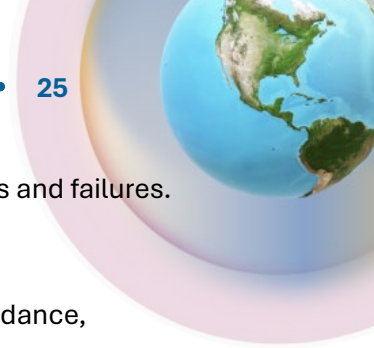 • 25
s and failures.
dance,